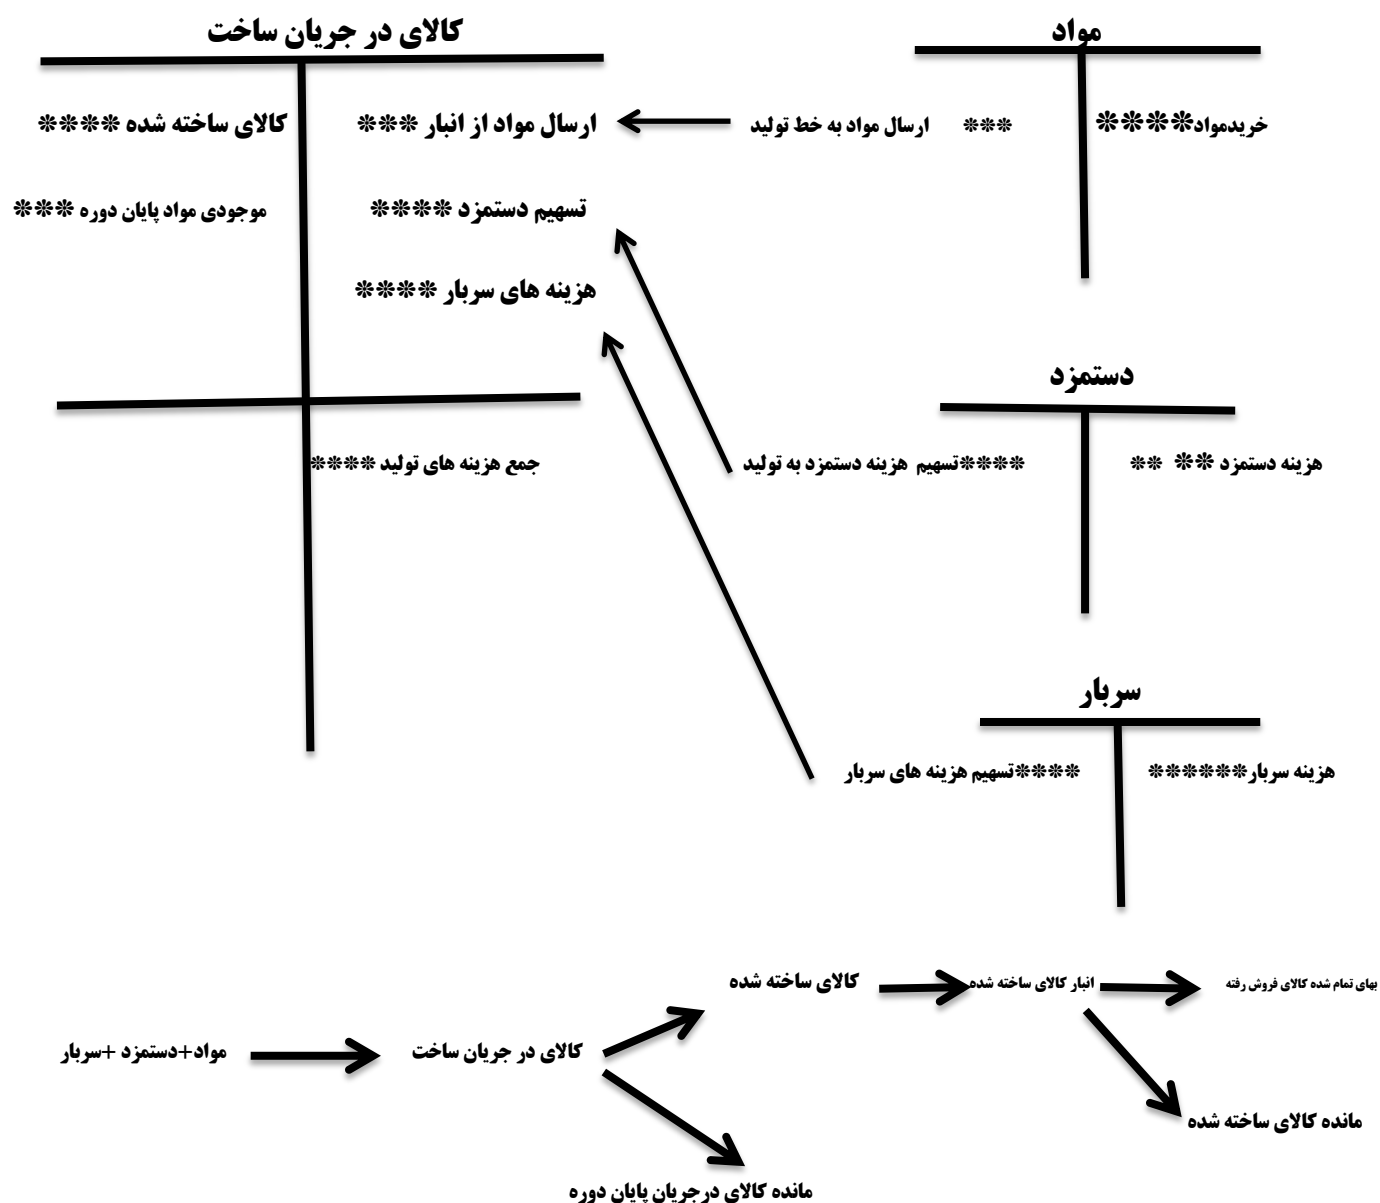 مواد
کالای در جریان ساخت
خریدمواد❊❊❊❊
❊❊❊ ارسال مواد به خط تولید
ارسال مواد از انبار ❊❊❊
کالای ساخته شده ❊❊❊❊
تسهیم دستمزد ❊❊❊❊
موجودی مواد پایان دوره ❊❊❊
هزینه های سربار ❊❊❊❊
دستمزد
هزینه دستمزد ❊❊ ❊❊
❊❊❊❊تسهیم هزینه دستمزد به تولید
جمع هزینه های تولید ❊❊❊❊
سربار
هزینه سربار❊❊❊❊❊❊
❊❊❊❊تسهیم هزینه های سربار
مواد+دستمزد +سربار
کالای در جریان ساخت
کالای ساخته شده
انبار کالای ساخته شده
بهای تمام شده کالای فروش رفته
مانده کالای ساخته شده
مانده کالای درجریان پایان دوره